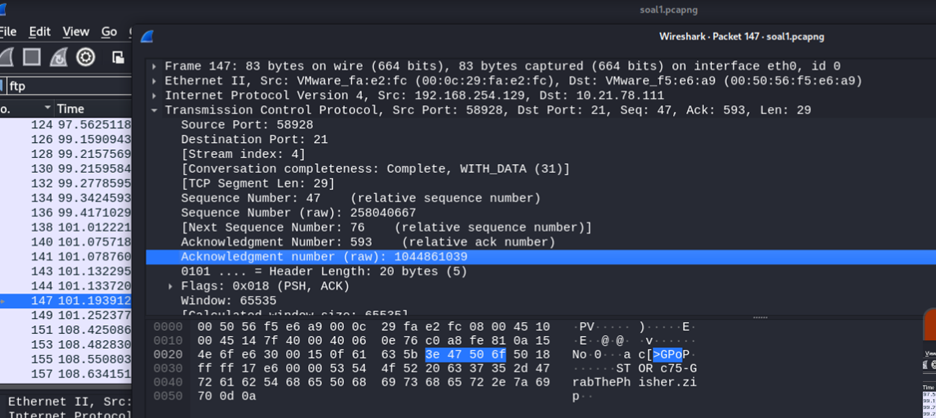 soal1.pcapng
File Edit View Go
Wireshark · Packet 147 · soal1.pcapng
ftp
o. Time
124 97.5625118
126 99.1590943
128 99.2157569
130 99.2159584
132 99.2778595
134 99.3424593
136 99.4171029
138 101.012221
140 101.075718
141 101.078760
143 101.132295
144 101.133720
147 101.193912
149 101.252377
151 108.425086
153 108.482830
155 108.550803
157 108.634151
Ethernet II, Src:
Internet Protocol
Frame 147: 83 bytes on wire (664 bits), 83 bytes captured (664 bits) on interface eth0, id 0
Ethernet II, Src: VMware_fa:e2:fc (00:0c:29:fa:e2:fc), Dst: VMware_f5:e6:a9 (00:50:56:f5:e6:a9)
Internet Protocol Version 4, Src: 192.168.254.129, Dst: 10.21.78.111
Transmission Control Protocol, Src Port: 58928, Dst Port: 21, Seq: 47, Ack: 593, Len: 29
Source Port: 58928
Destination Port: 21
[Stream index: 4]
[Conversation completeness: Complete, WITH_DATA (31)]
[TCP Segment Len: 29]
Sequence Number: 47 (relative sequence number)
Sequence Number (raw): 258040667
[Next Sequence Number: 76 (relative sequence number)]
Acknowledgment Number: 593 (relative ack number)
Acknowledgment number (raw): 1044861039
0101 .... = Header Length: 20 bytes (5)
Flags: 0x018 (PSH, ACK)
Window: 65535
[Calculated window size: 65535]
0000 00 50 56 f5 e6 a9 00 0c 29 fa e2 fc 08 00 45 10 ·PV·····)·····E·
0010 00 45 14 7f 40 00 40 06 0e 76 c0 a8 fe 81 0a 15 ·E··@·@··v······
0020 4e 6f e6 30 00 15 0f 61 63 5b 3e 47 50 6f 50 18 No·0···ac[>GPoP·
0030 ff ff 17 e6 00 00 53 54 4f 52 20 63 37 35 2d 47 ······STOR c75-G
0040 72 61 62 54 68 65 50 68 69 73 68 65 72 2e 7a 69 rabThePhisher.zi
0050 70 0d 0a p··